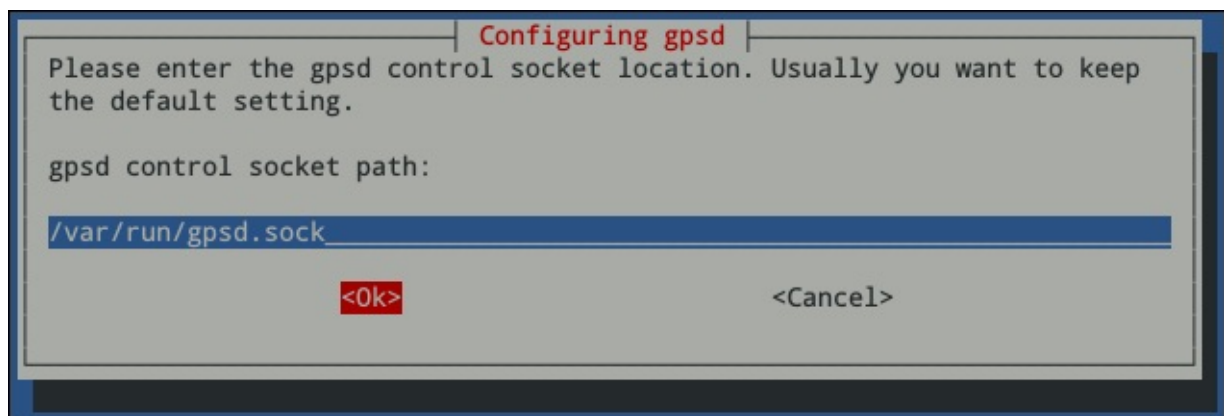 Configuring gpsd
Please enter the gpsd control socket location. Usually you want to keep
the default setting.
gpsd control socket path:
/var/run/gpsd.sock
<Ok> <Cancel>